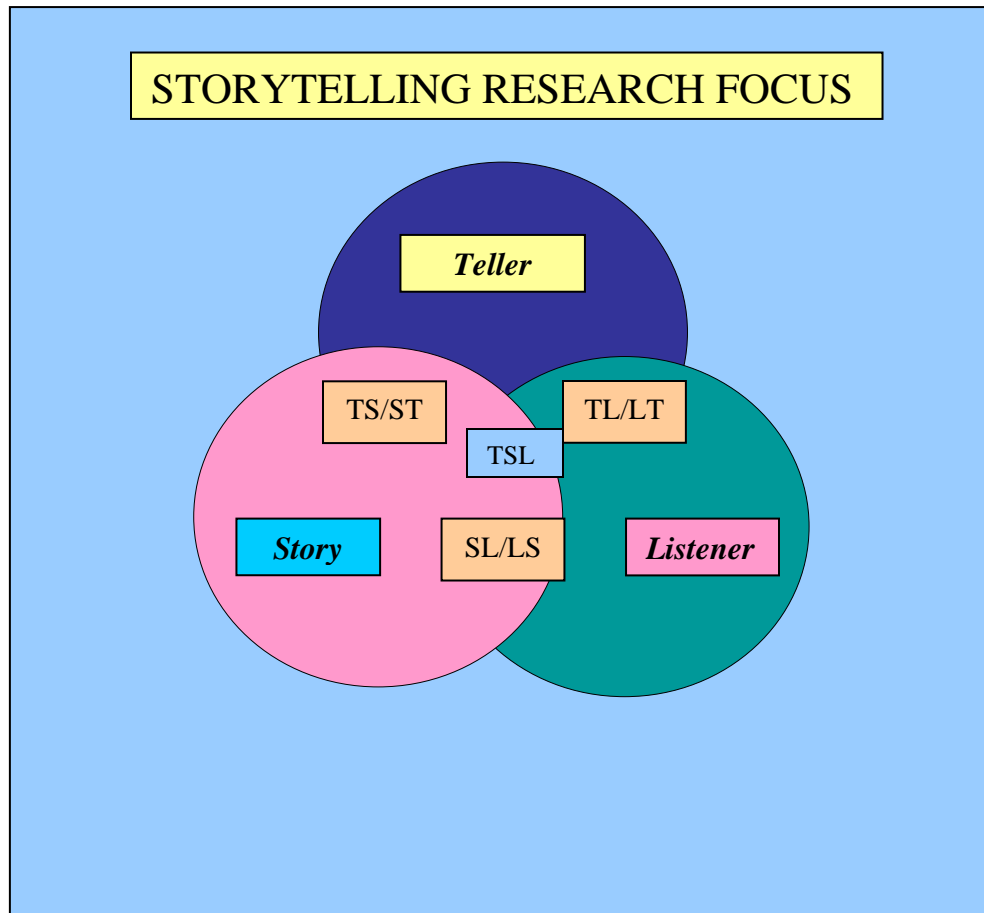 STORYTELLING RESEARCH FOCUS
Teller
TS/ST
TL/LT
TSL
Story
SL/LS
Listener